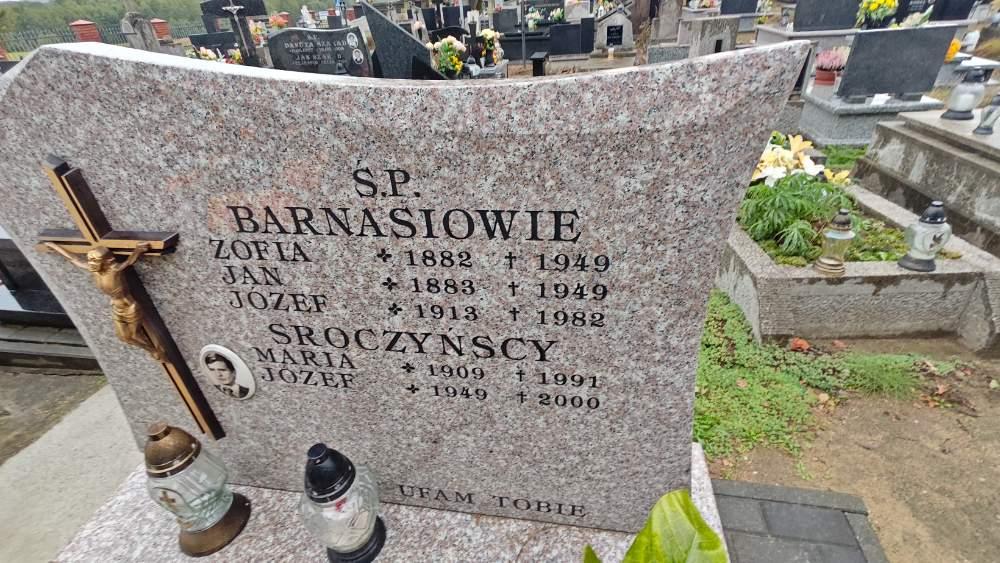 Ś.P.
BARNASIOWIE
ZOFIA ✣ 1882 † 1949
JAN ✣ 1883 † 1949
JÓZEF ✣ 1913 † 1982
SROCZYŃSCY
MARIA ✣ 1909 † 1991
JÓZEF ✣ 1949 † 2000
UFAM TOBIE